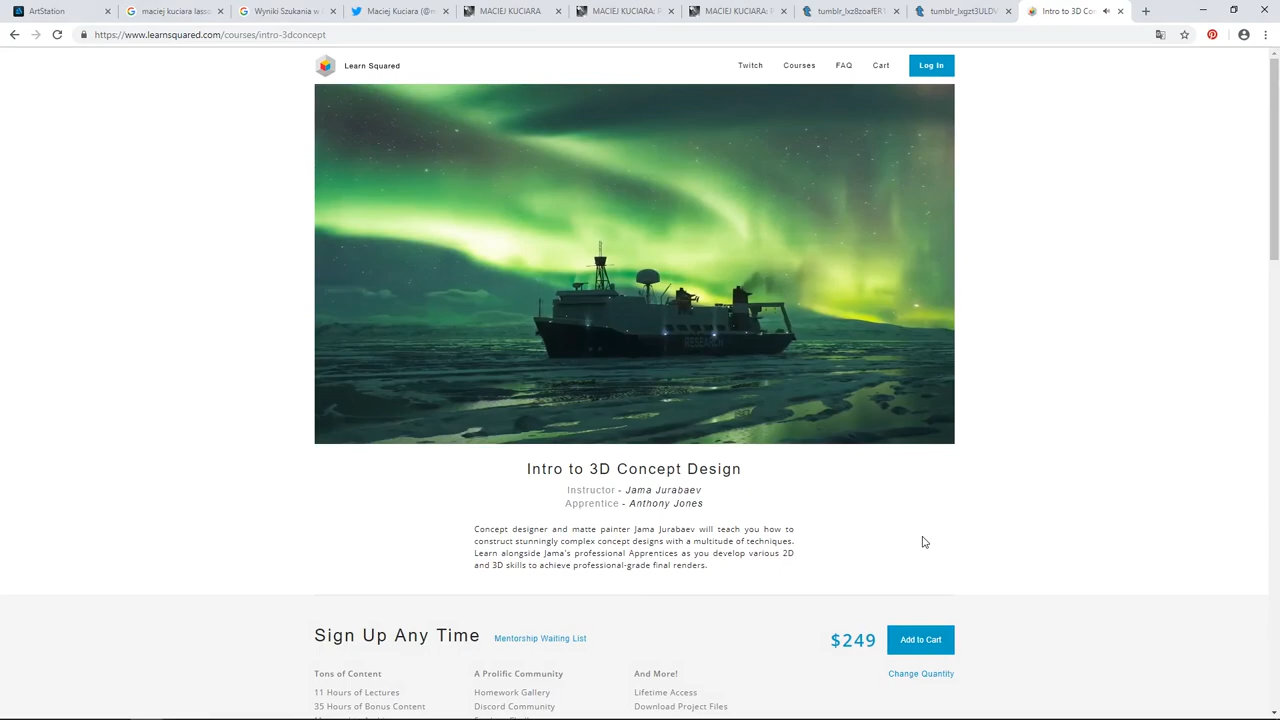 ArtStation
maciej kuciara lasso
Wyniki Szukania w
Maciej Kuciara (@m
MACIEJ KUCIARA
MACIEJ KUCIARA: P
MACIEJ KUCIARA: P
tumblr_lxz8zoafER1
tumblr_lxgzt3ULDV
Intro to 3D Co
https://www.learnsquared.com/courses/intro-3dconcept
Learn Squared
Twitch
Courses
FAQ
Cart
Log In
RESEARCH
Intro to 3D Concept Design
Instructor - Jama Jurabaev
Apprentice - Anthony Jones
Concept designer and matte painter Jama Jurabaev will teach you how to
construct stunningly complex concept designs with a multitude of techniques.
Learn alongside Jama's professional Apprentices as you develop various 2D
and 3D skills to achieve professional-grade final renders.
Sign Up Any Time
Mentorship Waiting List
$249
Add to Cart
Change Quantity
Tons of Content
11 Hours of Lectures
35 Hours of Bonus Content
A Prolific Community
Homework Gallery
Discord Community
And More!
Lifetime Access
Download Project Files